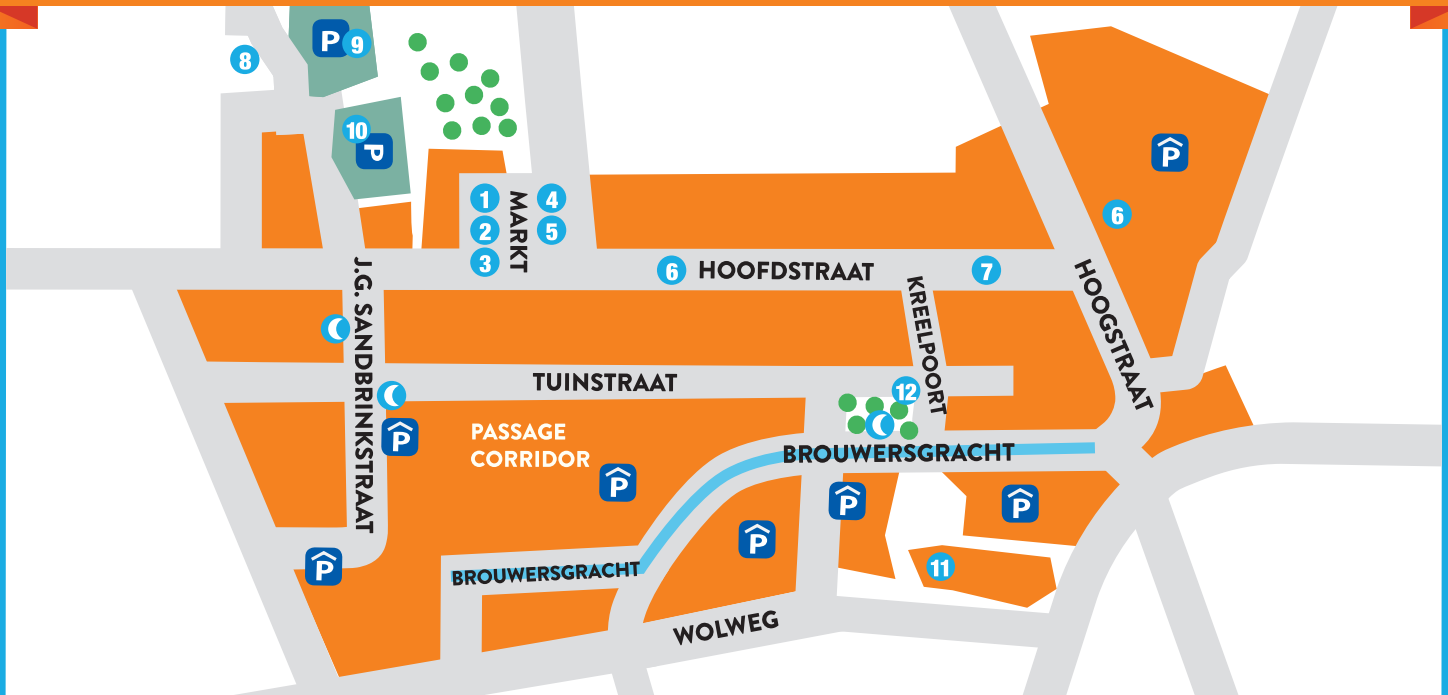 P
9
8
10
P
P
1
4
MARKT
2
5
3
6
6
HOOFDSTRAAT
7
J.G. SANDBRINKSTRAAT
KREELPOORT
HOOGSTRAAT
TUINSTRAAT
12
P
PASSAGE
CORRIDOR
BROUWERSGRACHT
P
P
P
P
P
11
BROUWERSGRACHT
WOLWEG